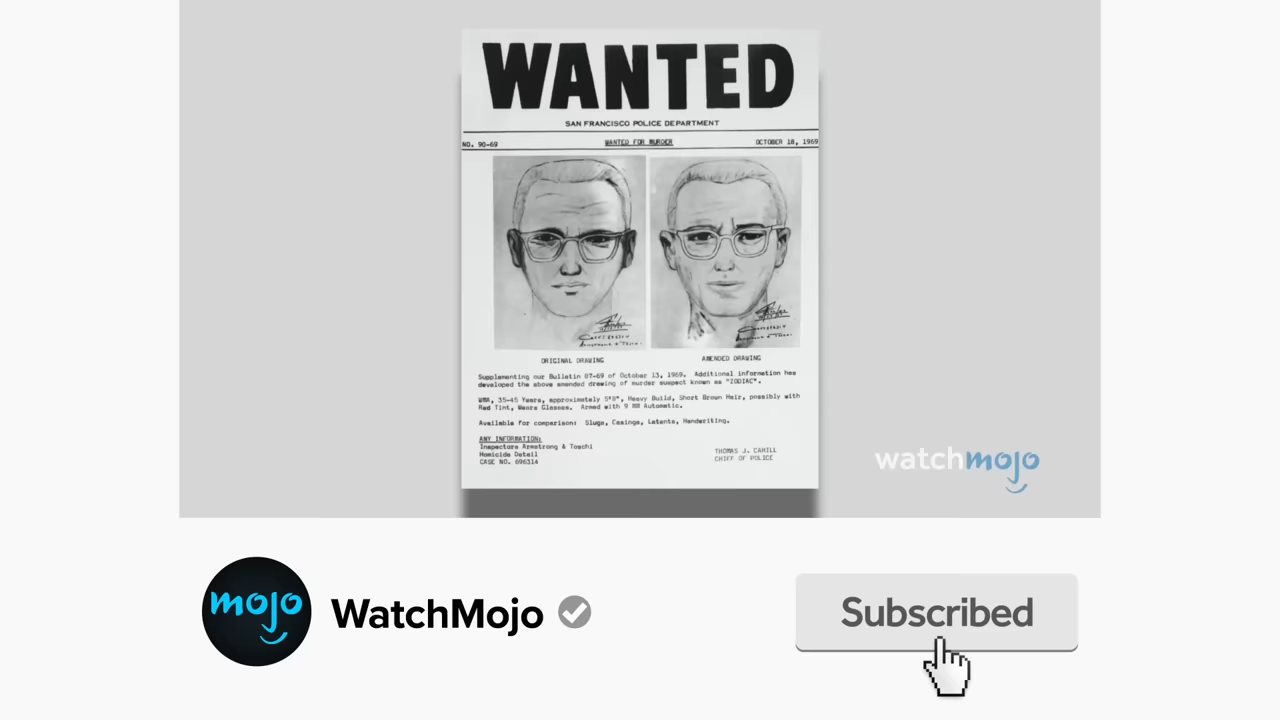 WANTED
SAN FRANCISCO POLICE DEPARTMENT
NO. 90-69 WANTED FOR MURDER OCTOBER 18, 1969
ORIGINAL DRAWING AMENDED DRAWING
Supplementing our Bulletin 87-69 of October 13, 1969. Additional information has
developed the above amended drawing of murder suspect known as "ZODIAC".
WMA, 35-45 Years, approximately 5'8", Heavy Build, Short Brown Hair, possibly with
Red Tint, Wears Glasses. Armed with 9 MM Automatic.
Available for comparison: Slugs, Casings, Latents, Handwriting.
ANY INFORMATION:
Inspectors Armstrong & Toschi
Homicide Detail
CASE NO. 696314
THOMAS J. CAHILL
CHIEF OF POLICE
watchmojo
mojo
WatchMojo
Subscribed